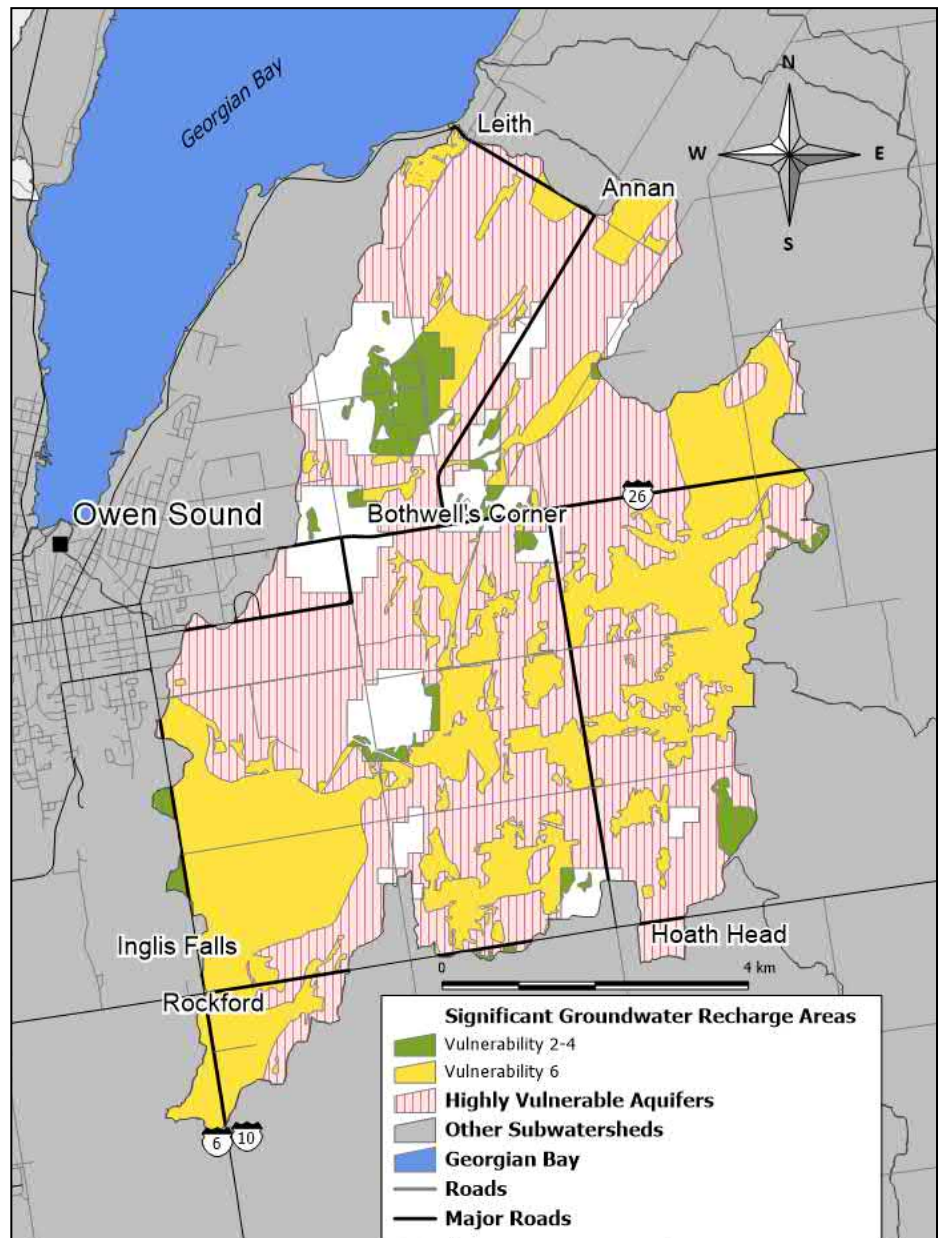 Georgian Bay
Leith
Annan
N
W
E
S
26
Owen Sound
Bothwell's Corner
Inglis Falls
Hoath Head
0
4 km
Rockford
6
10
Significant Groundwater Recharge Areas
Vulnerability 2-4
Vulnerability 6
Highly Vulnerable Aquifers
Other Subwatersheds
Georgian Bay
Roads
Major Roads